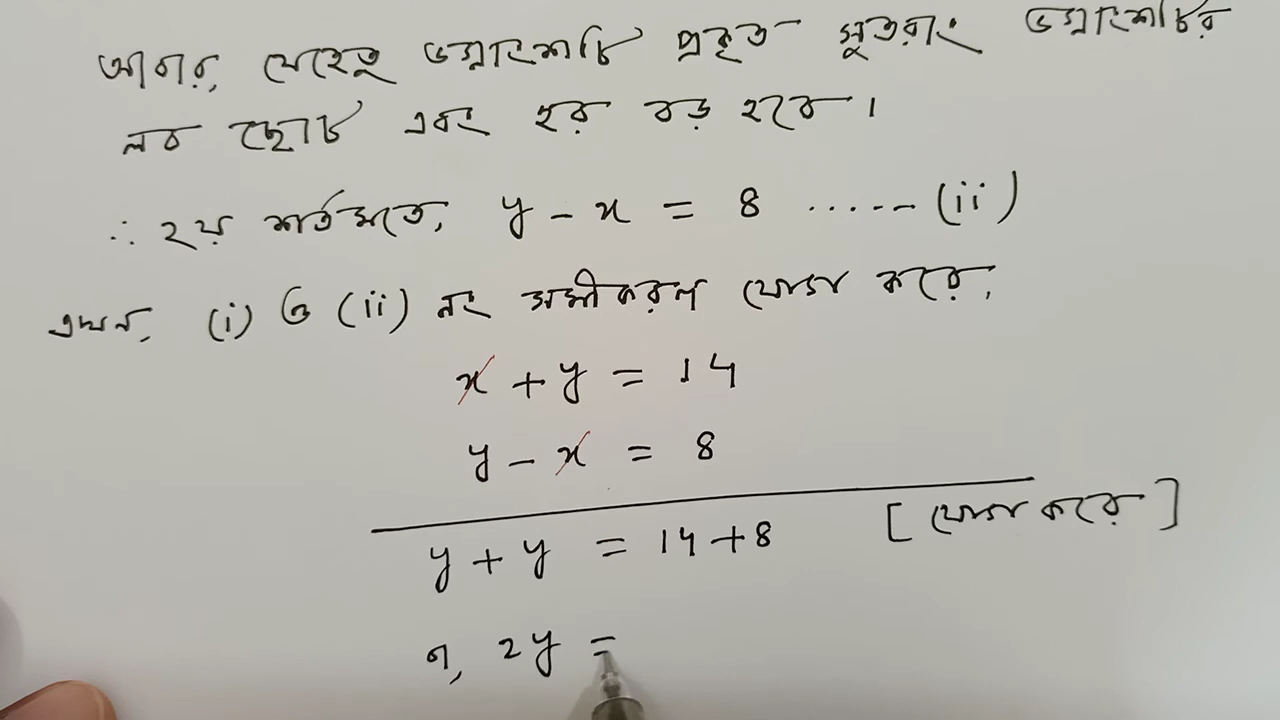 আবার, যেহেতু ভগ্নাংশটি প্রকৃত সুতরাং ভগ্নাংশটির
লব ছোট এবং হর বড় হবে।
∴ ২য় শর্তমতে, y - x = 8 ..... (ii)
এখন, (i) ও (ii) নং সমীকরণ যোগ করে,
x + y = 14
y - x = 8
y + y = 14 + 8 [যোগ করে]
বা, 2y =